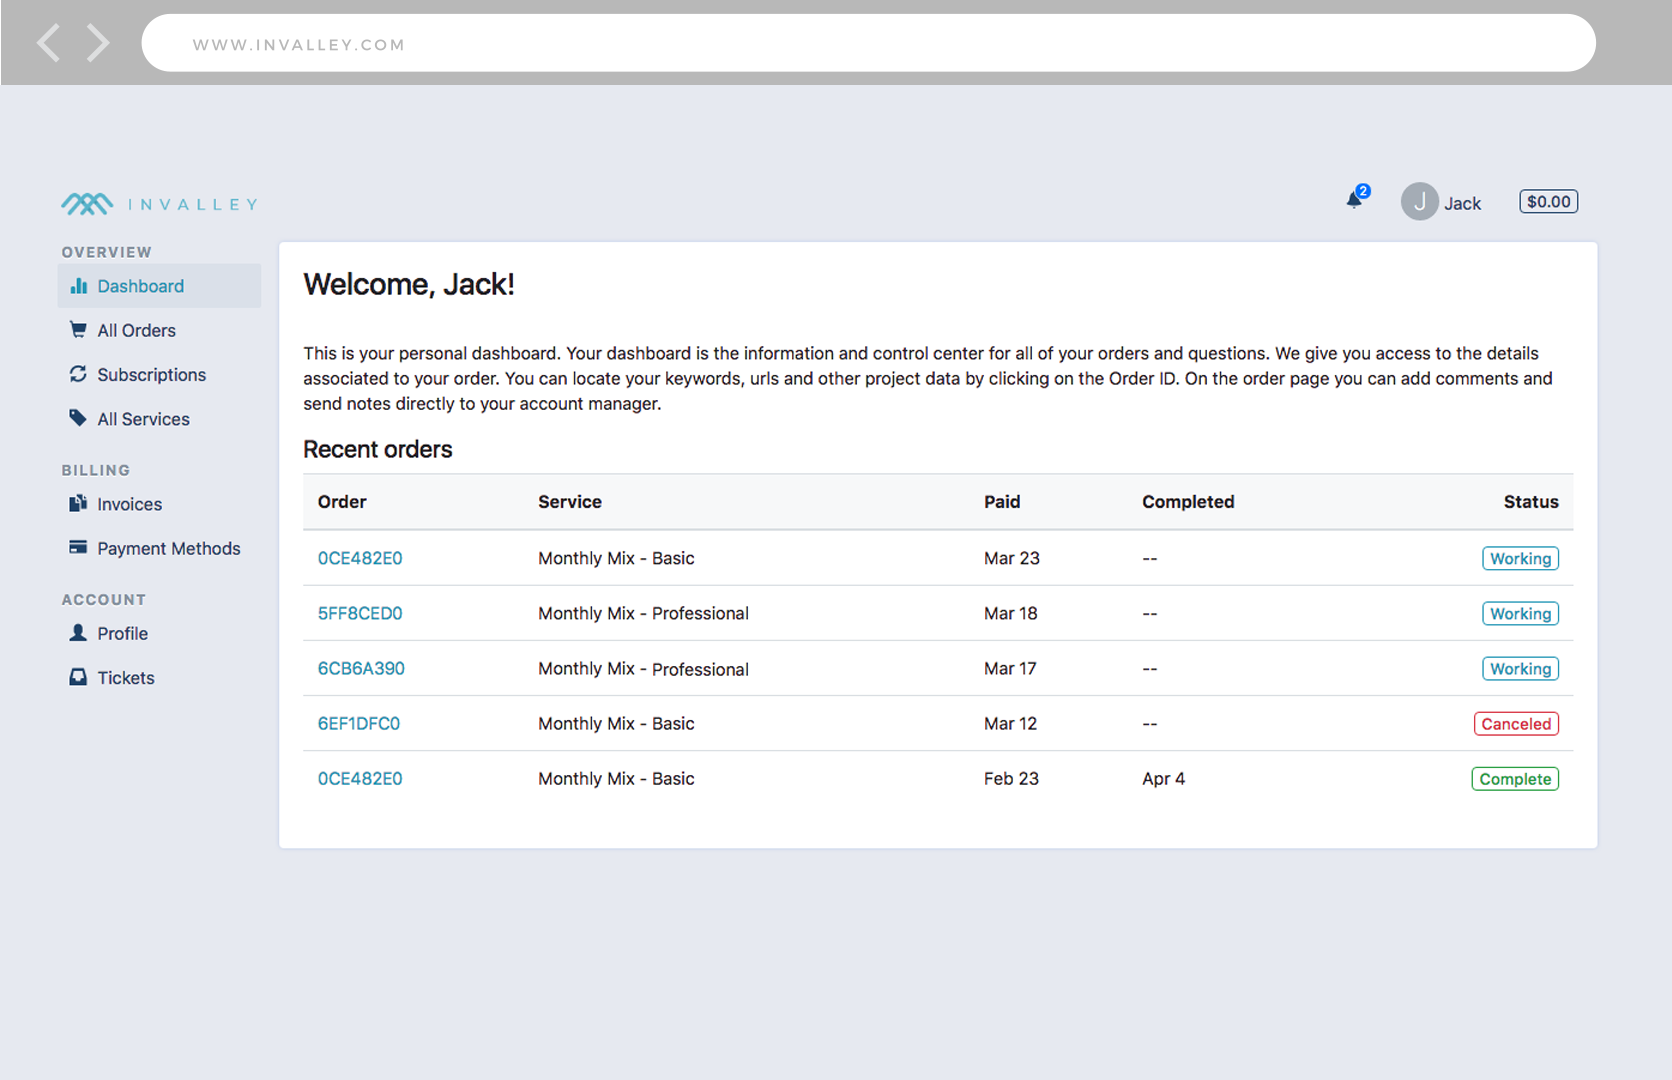 WWW.INVALLEY.COM
INVALLEY
2
J Jack
$0.00
OVERVIEW
Dashboard
All Orders
Subscriptions
All Services
BILLING
Invoices
Payment Methods
ACCOUNT
Profile
Tickets
Welcome, Jack!
This is your personal dashboard. Your dashboard is the information and control center for all of your orders and questions. We give you access to the details
associated to your order. You can locate your keywords, urls and other project data by clicking on the Order ID. On the order page you can add comments and
send notes directly to your account manager.
Recent orders
Order Service Paid Completed Status
0CE482E0 Monthly Mix - Basic Mar 23 -- Working
5FF8CED0 Monthly Mix - Professional Mar 18 -- Working
6CB6A390 Monthly Mix - Professional Mar 17 -- Working
6EF1DFC0 Monthly Mix - Basic Mar 12 -- Canceled
0CE482E0 Monthly Mix - Basic Feb 23 Apr 4 Complete